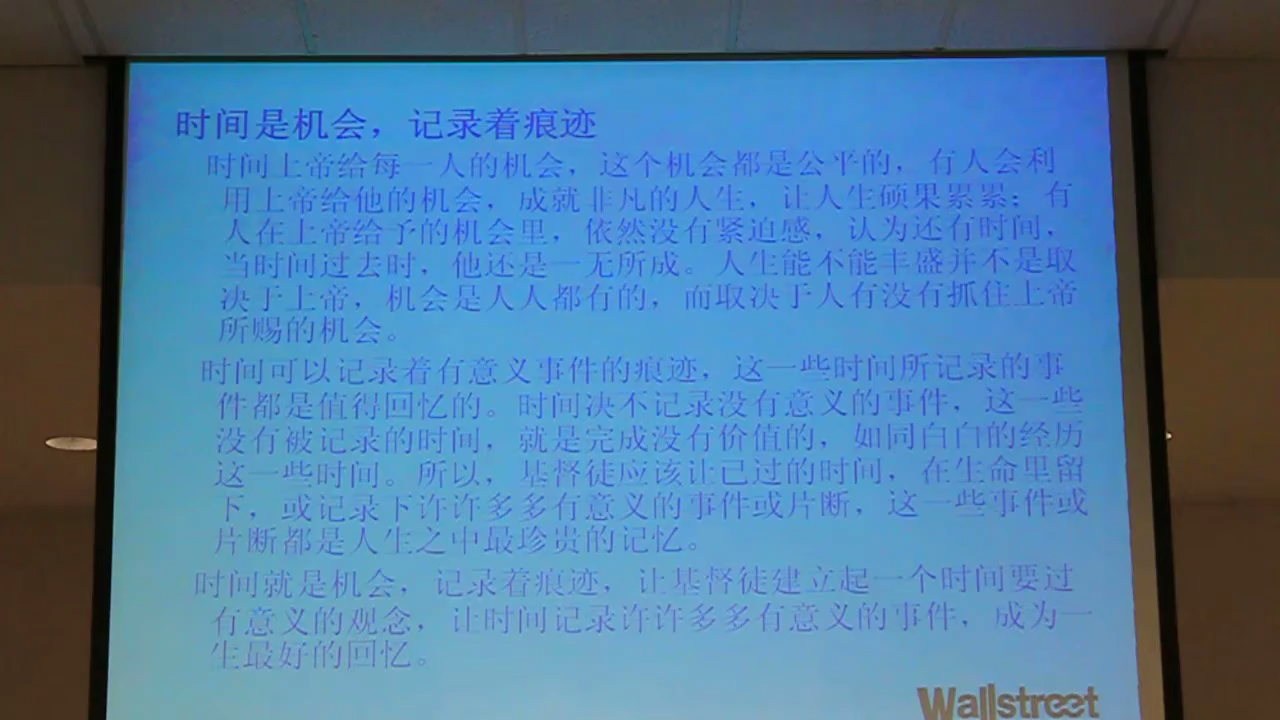 时间是机会，记录着痕迹
时间上帝给每一人的机会，这个机会都是公平的，有人会利
用上帝给他的机会，成就非凡的人生，让人生硕果累累；有
人在上帝给予的机会里，依然没有紧迫感，认为还有时间，
当时间过去时，他还是一无所成。人生能不能丰盛并不是取
决于上帝，机会是人人都有的，而取决于人有没有抓住上帝
所赐的机会。
时间可以记录着有意义事件的痕迹，这一些时间所记录的事
件都是值得回忆的。时间决不记录没有意义的事件，这一些
没有被记录的时间，就是完成没有价值的，如同白白的经历
这一些时间。所以，基督徒应该让已过的时间，在生命里留
下，或记录下许许多多有意义的事件或片断，这一些事件或
片断都是人生之中最珍贵的记忆。
时间就是机会，记录着痕迹，让基督徒建立起一个时间要过
有意义的观念，让时间记录许许多多有意义的事件，成为一
生最好的回忆。
Wallstreet